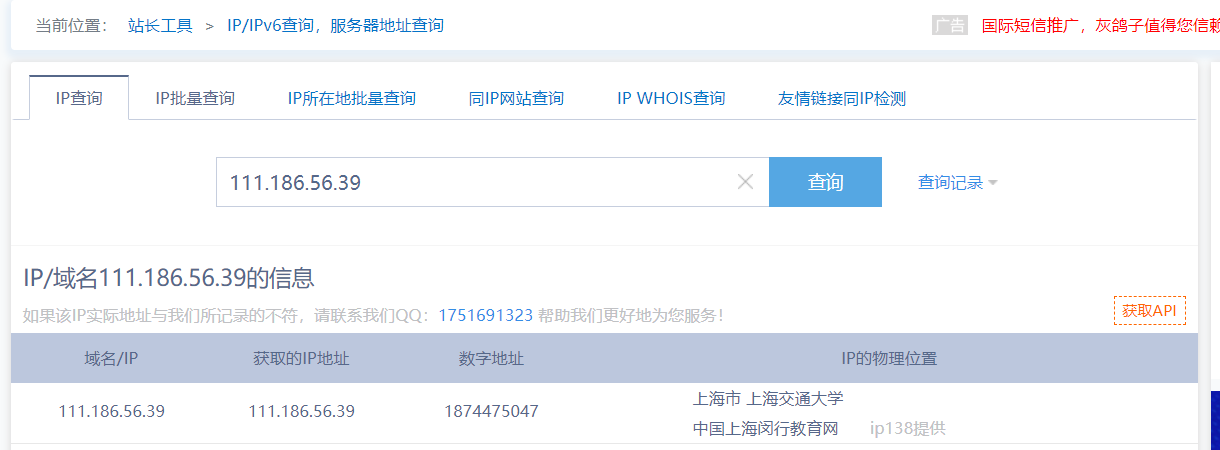 当前位置： 站长工具 > IP/IPv6查询，服务器地址查询 广告 国际短信推广，灰鸽子值得您信赖
IP查询 IP批量查询 IP所在地批量查询 同IP网站查询 IP WHOIS查询 友情链接同IP检测
111.186.56.39 查询 查询记录
IP/域名111.186.56.39的信息
如果该IP实际地址与我们所记录的不符，请联系我们QQ：1751691323 帮助我们更好地为您服务！ 获取API
域名/IP 获取的IP地址 数字地址 IP的物理位置
111.186.56.39 111.186.56.39 1874475047 上海市 上海交通大学
中国上海闵行教育网 ip138提供